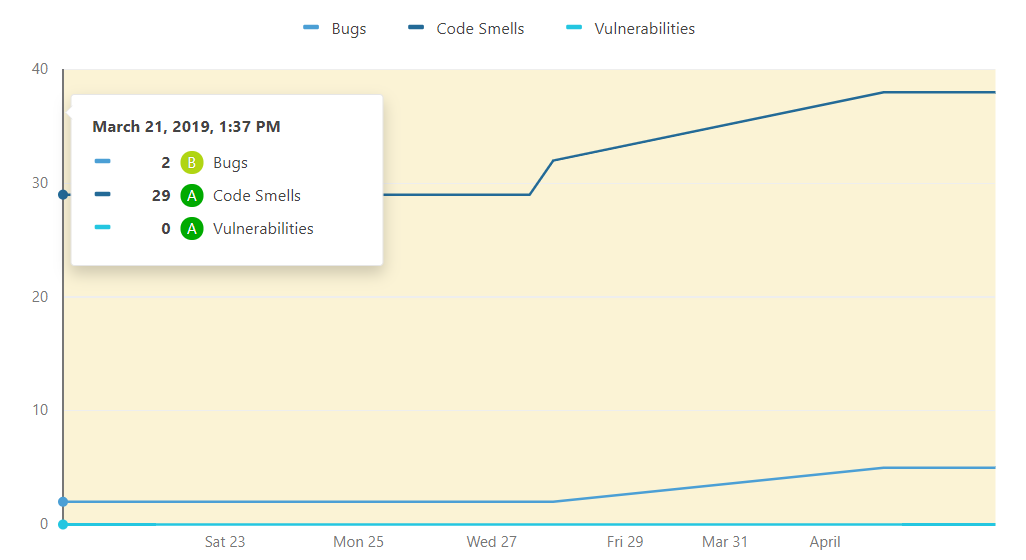 Bugs Code Smells Vulnerabilities
40
March 21, 2019, 1:37 PM
2 B Bugs
30
29 A Code Smells
0 A Vulnerabilities
20
10
0
Sat 23 Mon 25 Wed 27 Fri 29 Mar 31 April